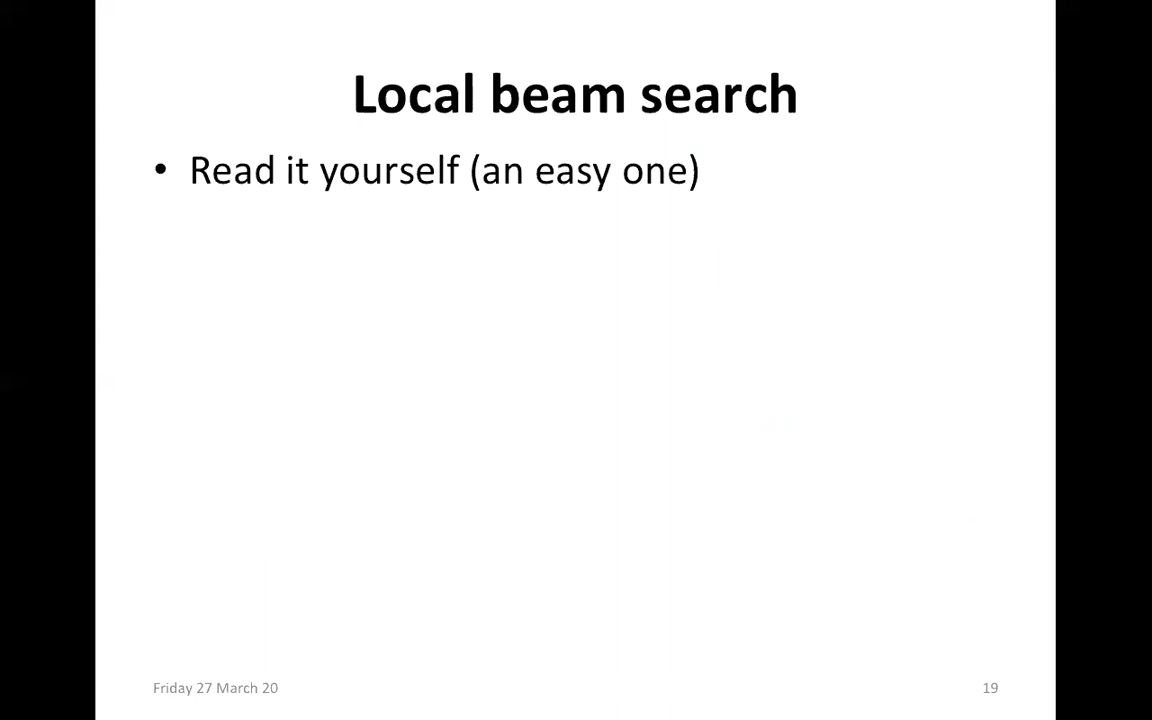 Local beam search
• Read it yourself (an easy one)
Friday 27 March 20
19